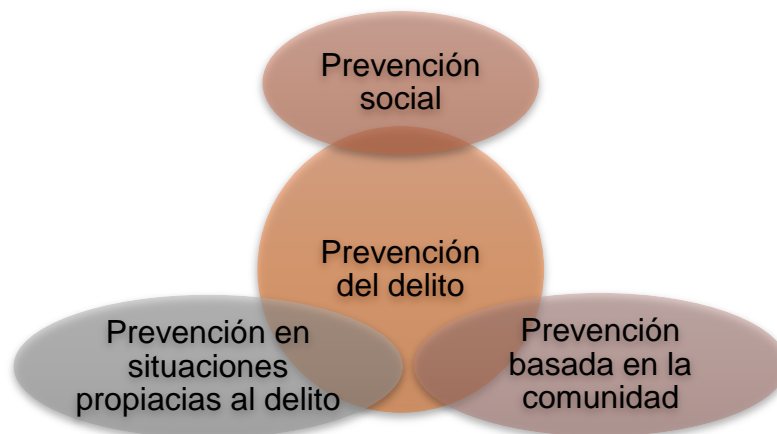 Prevención
social
Prevención
del delito
Prevención en
situaciones
propiacias al delito
Prevención
basada en la
comunidad